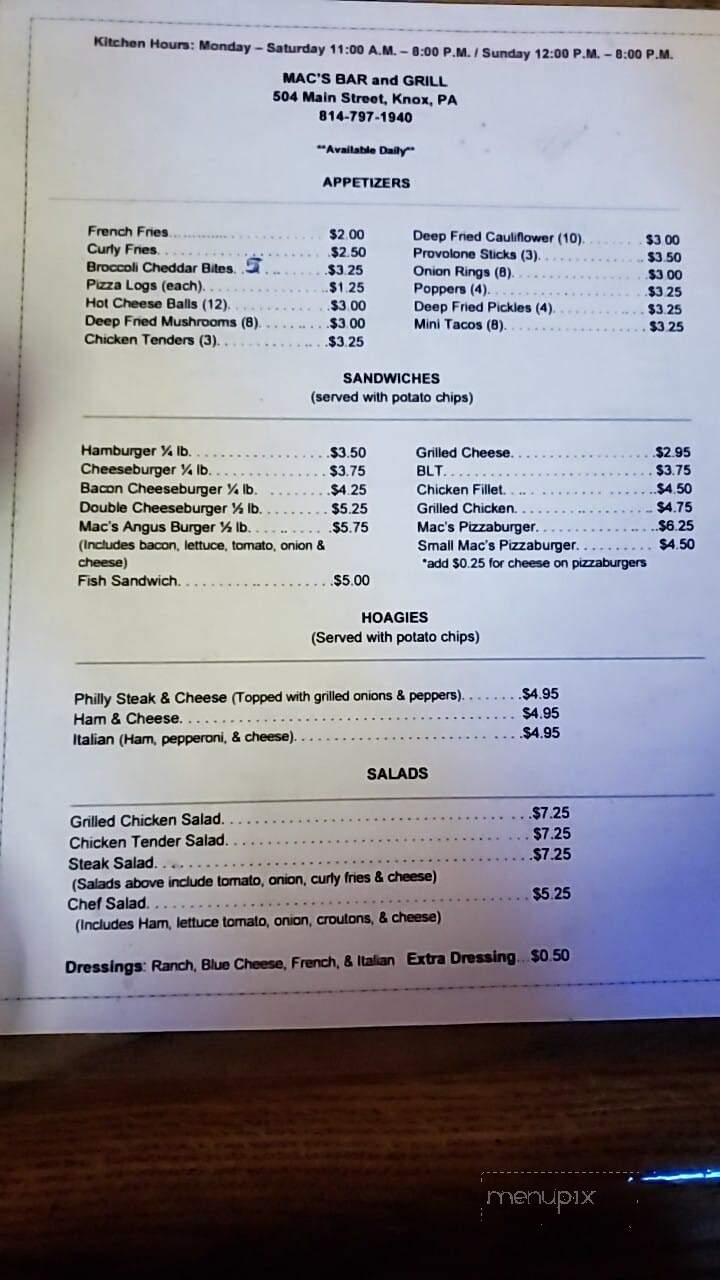 Kitchen Hours: Monday – Saturday 11:00 A.M. – 8:00 P.M. / Sunday 12:00 P.M. – 8:00 P.M.
MAC'S BAR and GRILL
504 Main Street, Knox, PA
814-797-1940
**Available Daily**
APPETIZERS
French Fries $2.00
Curly Fries $2.50
Broccoli Cheddar Bites 5 $3.25
Pizza Logs (each) $1.25
Hot Cheese Balls (12) $3.00
Deep Fried Mushrooms (8) $3.00
Chicken Tenders (3) $3.25
Deep Fried Cauliflower (10) $3.00
Provolone Sticks (3) $3.50
Onion Rings (8) $3.00
Poppers (4) $3.25
Deep Fried Pickles (4) $3.25
Mini Tacos (8) $3.25
SANDWICHES
(served with potato chips)
Hamburger ¼ lb. $3.50
Cheeseburger ¼ lb. $3.75
Bacon Cheeseburger ¼ lb. $4.25
Double Cheeseburger ½ lb. $5.25
Mac's Angus Burger ½ lb. $5.75
(Includes bacon, lettuce, tomato, onion &
cheese)
Fish Sandwich $5.00
Grilled Cheese $2.95
BLT $3.75
Chicken Fillet $4.50
Grilled Chicken $4.75
Mac's Pizzaburger $6.25
Small Mac's Pizzaburger $4.50
*add $0.25 for cheese on pizzaburgers
HOAGIES
(Served with potato chips)
Philly Steak & Cheese (Topped with grilled onions & peppers) $4.95
Ham & Cheese $4.95
Italian (Ham, pepperoni, & cheese) $4.95
SALADS
Grilled Chicken Salad $7.25
Chicken Tender Salad $7.25
Steak Salad $7.25
(Salads above include tomato, onion, curly fries & cheese)
Chef Salad $5.25
(Includes Ham, lettuce tomato, onion, croutons, & cheese)
Dressings: Ranch, Blue Cheese, French, & Italian Extra Dressing $0.50
menupix